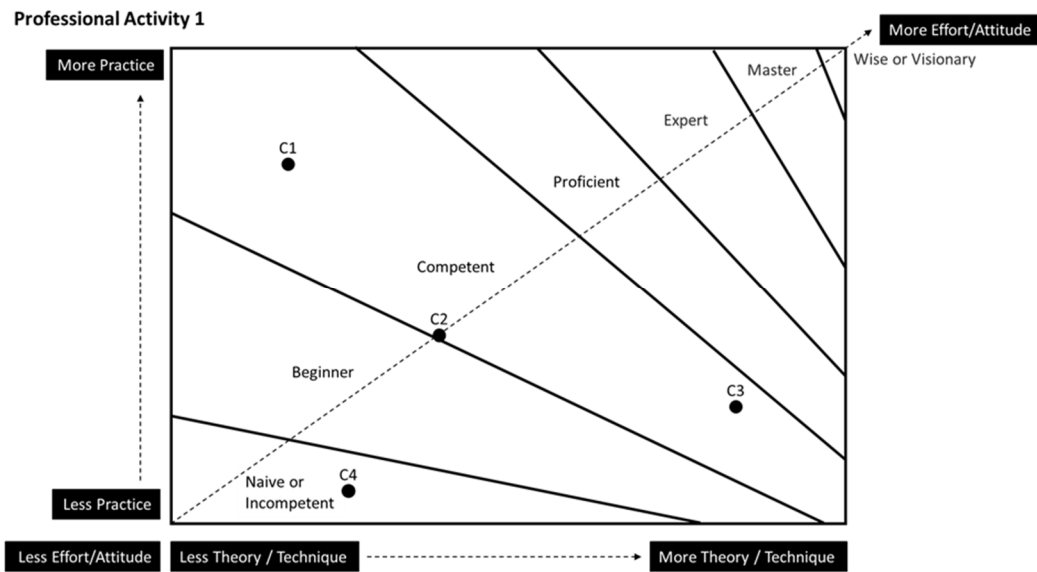 Professional Activity 1
More Effort/Attitude
More Practice
Wise or Visionary
Master
Expert
C1
Proficient
Competent
C2
Beginner
C3
C4
Naive or
Incompetent
Less Practice
Less Effort/Attitude
Less Theory / Technique
More Theory / Technique